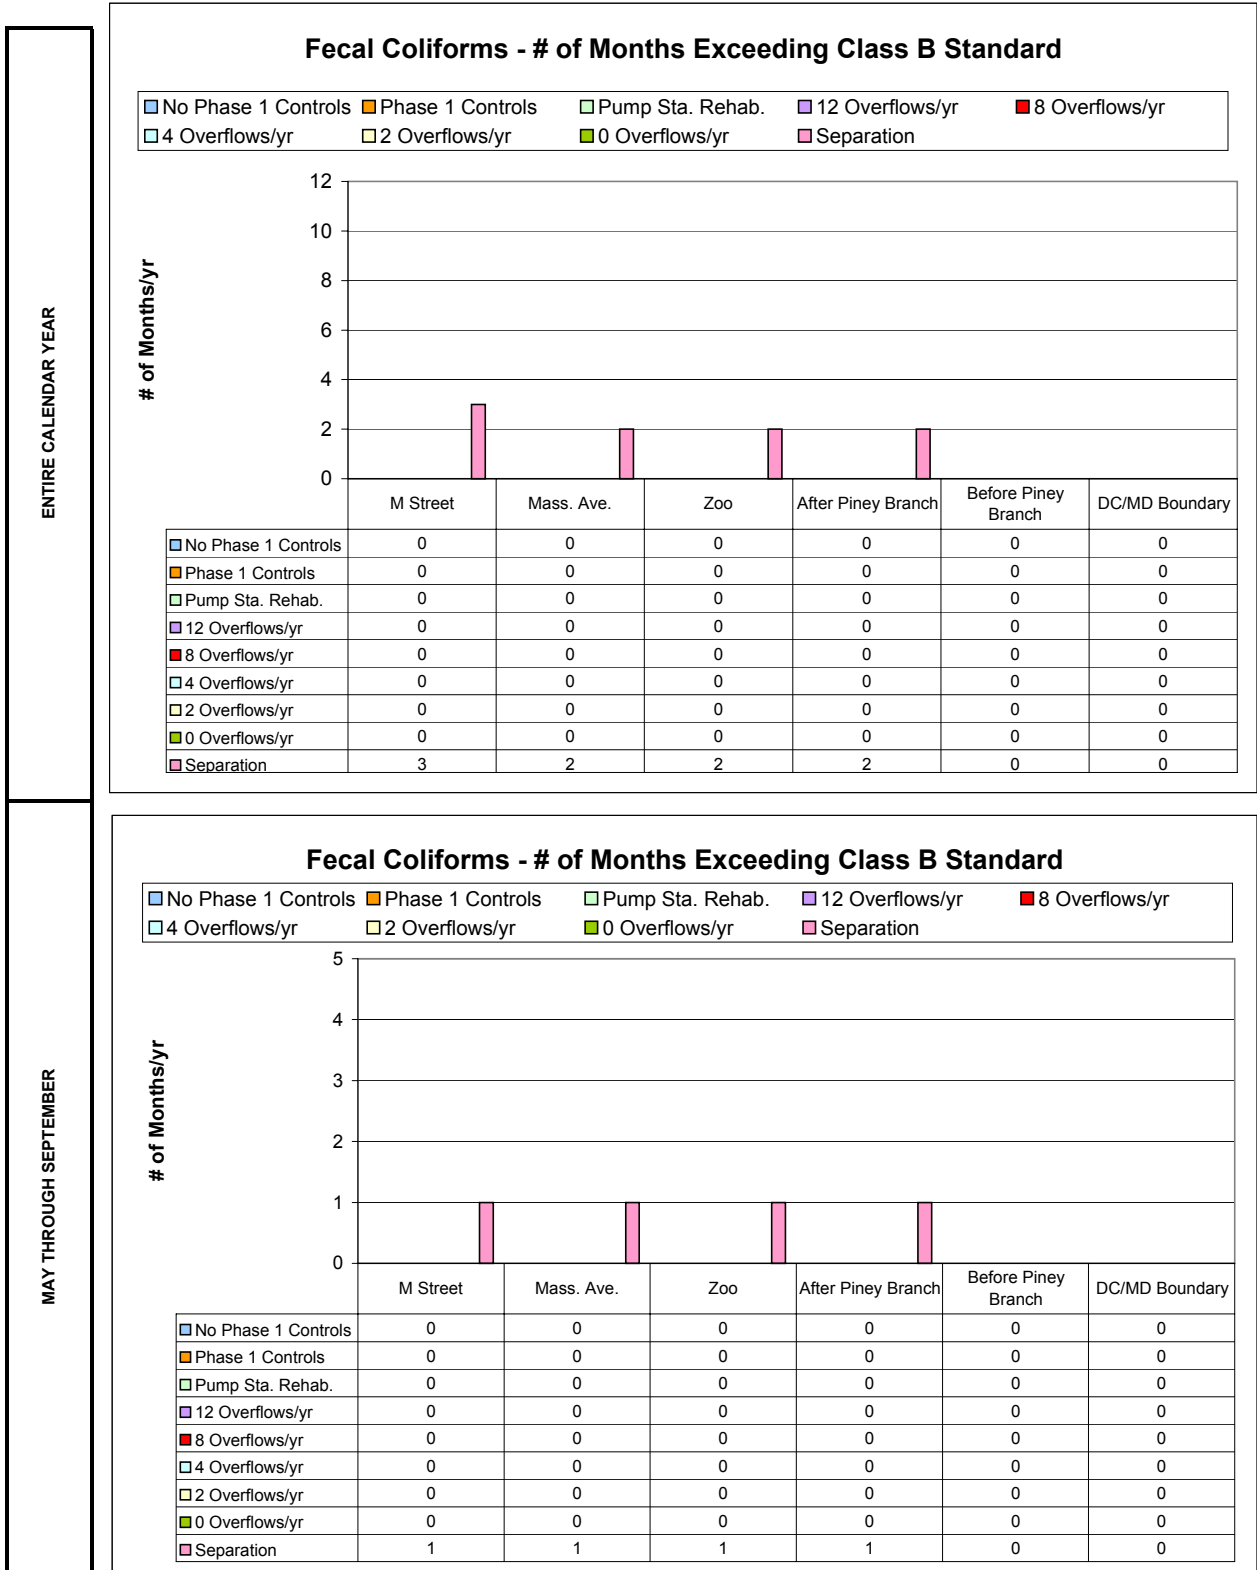 ENTIRE CALENDAR YEAR
Fecal Coliforms - # of Months Exceeding Class B Standard
No Phase 1 Controls Phase 1 Controls Pump Sta. Rehab. 12 Overflows/yr 8 Overflows/yr
4 Overflows/yr 2 Overflows/yr 0 Overflows/yr Separation
# of Months/yr
12
10
8
6
4
2
0
M Street Mass. Ave. Zoo After Piney Branch Before Piney Branch DC/MD Boundary
No Phase 1 Controls 0 0 0 0 0 0
Phase 1 Controls 0 0 0 0 0 0
Pump Sta. Rehab. 0 0 0 0 0 0
12 Overflows/yr 0 0 0 0 0 0
8 Overflows/yr 0 0 0 0 0 0
4 Overflows/yr 0 0 0 0 0 0
2 Overflows/yr 0 0 0 0 0 0
0 Overflows/yr 0 0 0 0 0 0
Separation 3 2 2 2 0 0
MAY THROUGH SEPTEMBER
Fecal Coliforms - # of Months Exceeding Class B Standard
No Phase 1 Controls Phase 1 Controls Pump Sta. Rehab. 12 Overflows/yr 8 Overflows/yr
4 Overflows/yr 2 Overflows/yr 0 Overflows/yr Separation
# of Months/yr
5
4
3
2
1
0
M Street Mass. Ave. Zoo After Piney Branch Before Piney Branch DC/MD Boundary
No Phase 1 Controls 0 0 0 0 0 0
Phase 1 Controls 0 0 0 0 0 0
Pump Sta. Rehab. 0 0 0 0 0 0
12 Overflows/yr 0 0 0 0 0 0
8 Overflows/yr 0 0 0 0 0 0
4 Overflows/yr 0 0 0 0 0 0
2 Overflows/yr 0 0 0 0 0 0
0 Overflows/yr 0 0 0 0 0 0
Separation 1 1 1 1 0 0